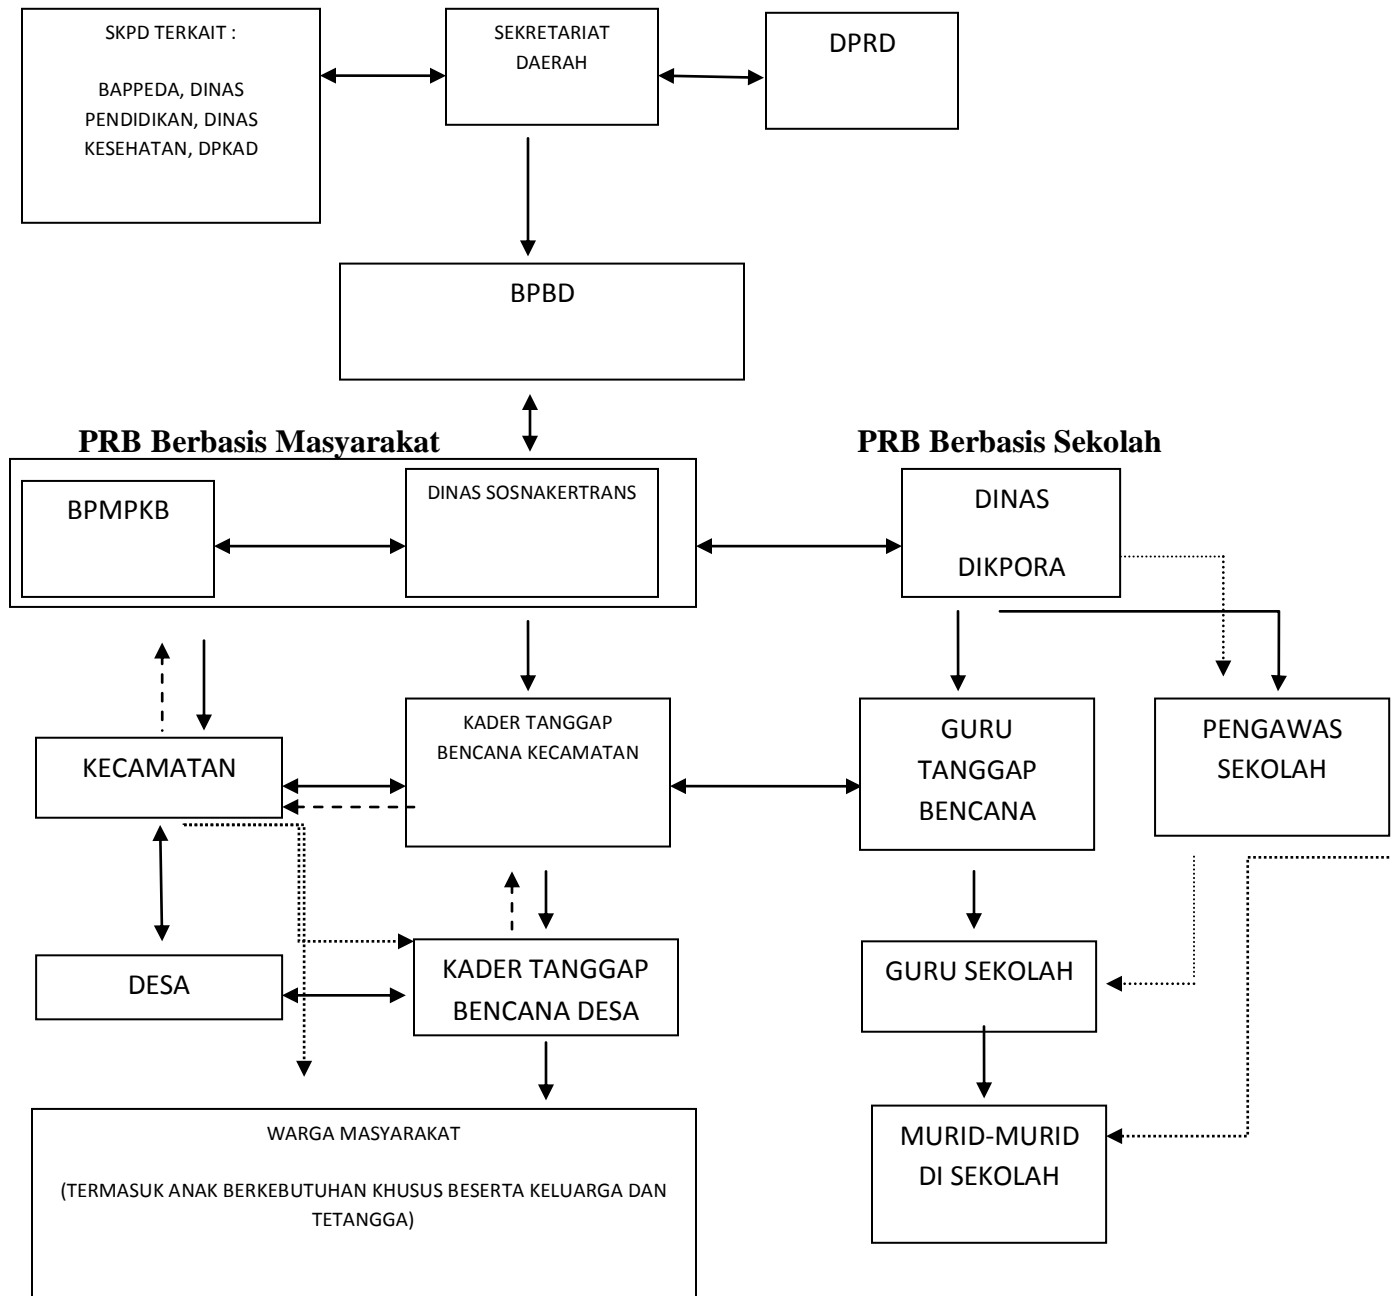 SKPD TERKAIT :
BAPPEDA, DINAS
PENDIDIKAN, DINAS
KESEHATAN, DPKAD
SEKRETARIAT
DAERAH
DPRD
BPBD
PRB Berbasis Masyarakat
PRB Berbasis Sekolah
BPMPKB
DINAS SOSNAKERTRANS
DINAS
DIKPORA
KECAMATAN
KADER TANGGAP
BENCANA KECAMATAN
GURU
TANGGAP
BENCANA
PENGAWAS
SEKOLAH
DESA
KADER TANGGAP
BENCANA DESA
GURU SEKOLAH
WARGA MASYARAKAT
(TERMASUK ANAK BERKEBUTUHAN KHUSUS BESERTA KELUARGA DAN
TETANGGA)
MURID-MURID
DI SEKOLAH